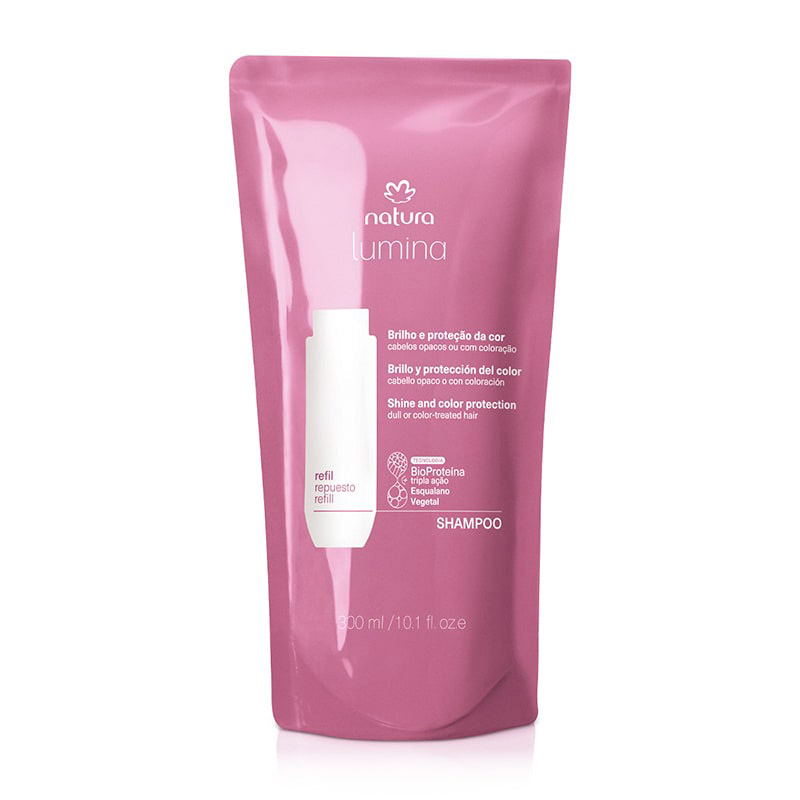 natura
lumina
Brilho e proteção da cor
cabelos opacos ou com coloração
Brillo y protección del color
cabello opaco o con coloración
Shine and color protection
dull or color-treated hair
refil
repuesto
refill
TECNOLOGIA
BioProteína
tripla ação
Esqualano
Vegetal
SHAMPOO
300 ml /10.1 fl. oz.e